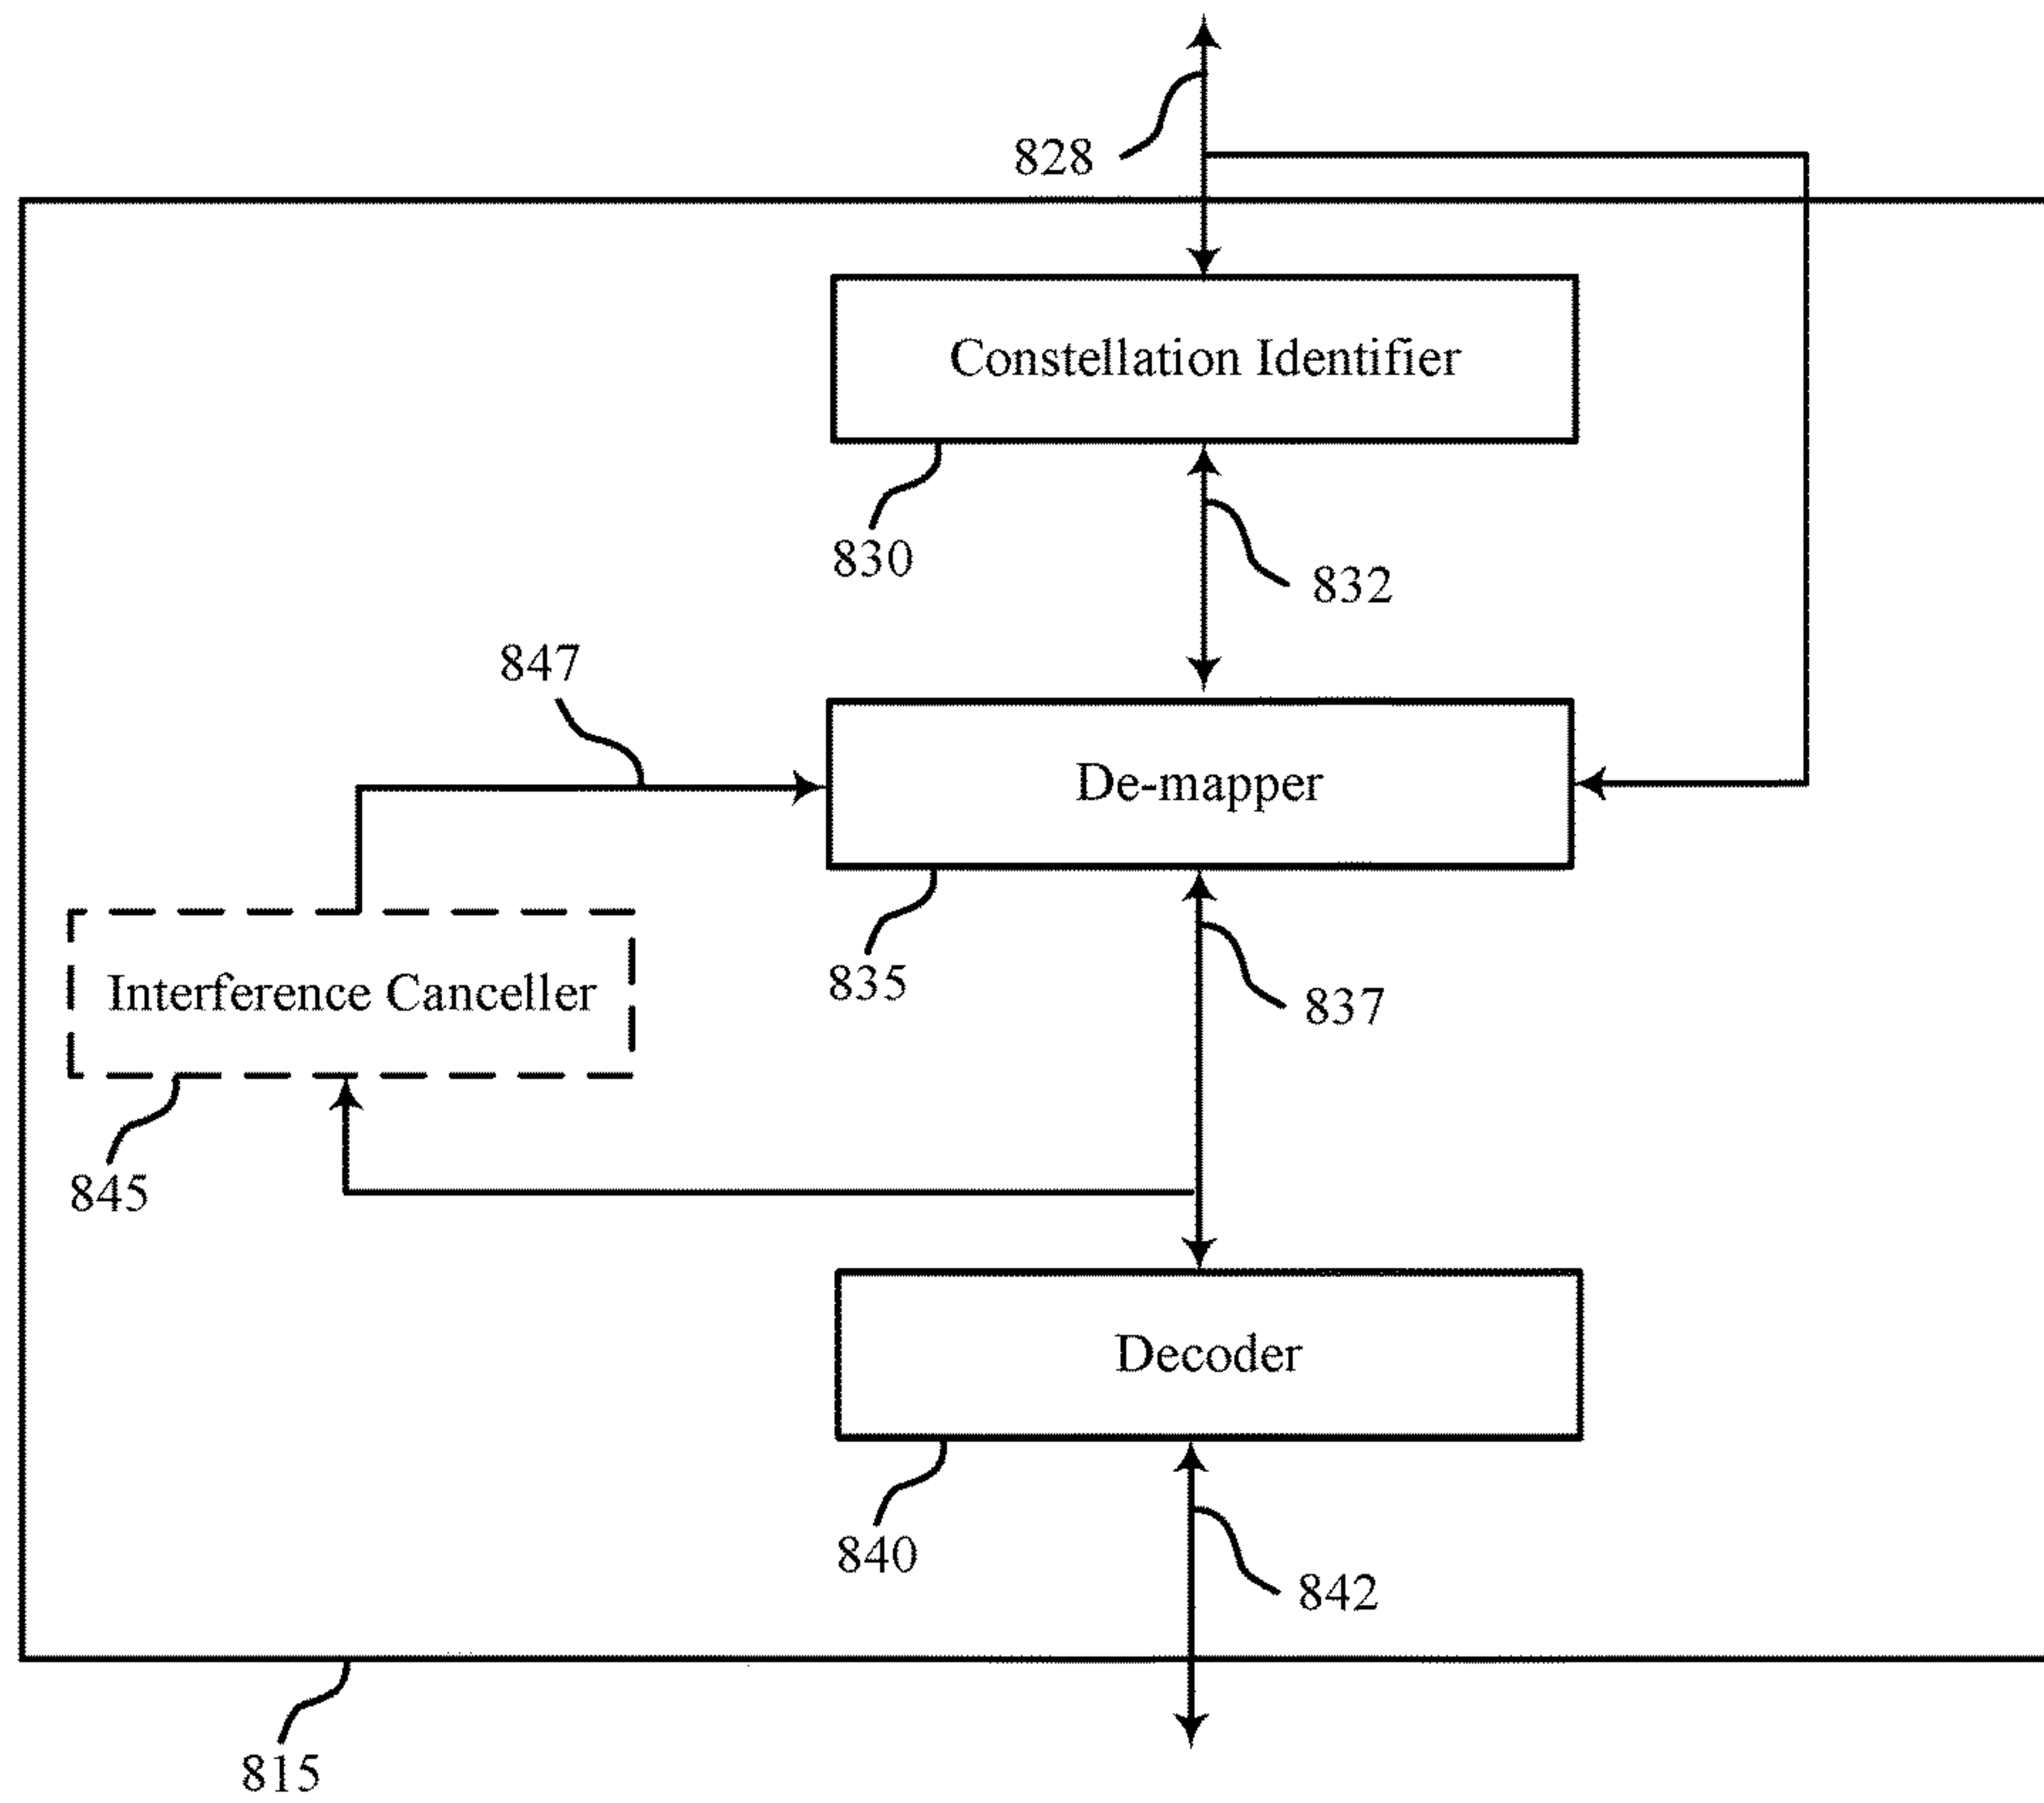 828
Constellation Identifier
830
832
847
De-mapper
835
837
Interference Canceller
845
Decoder
840
842
815